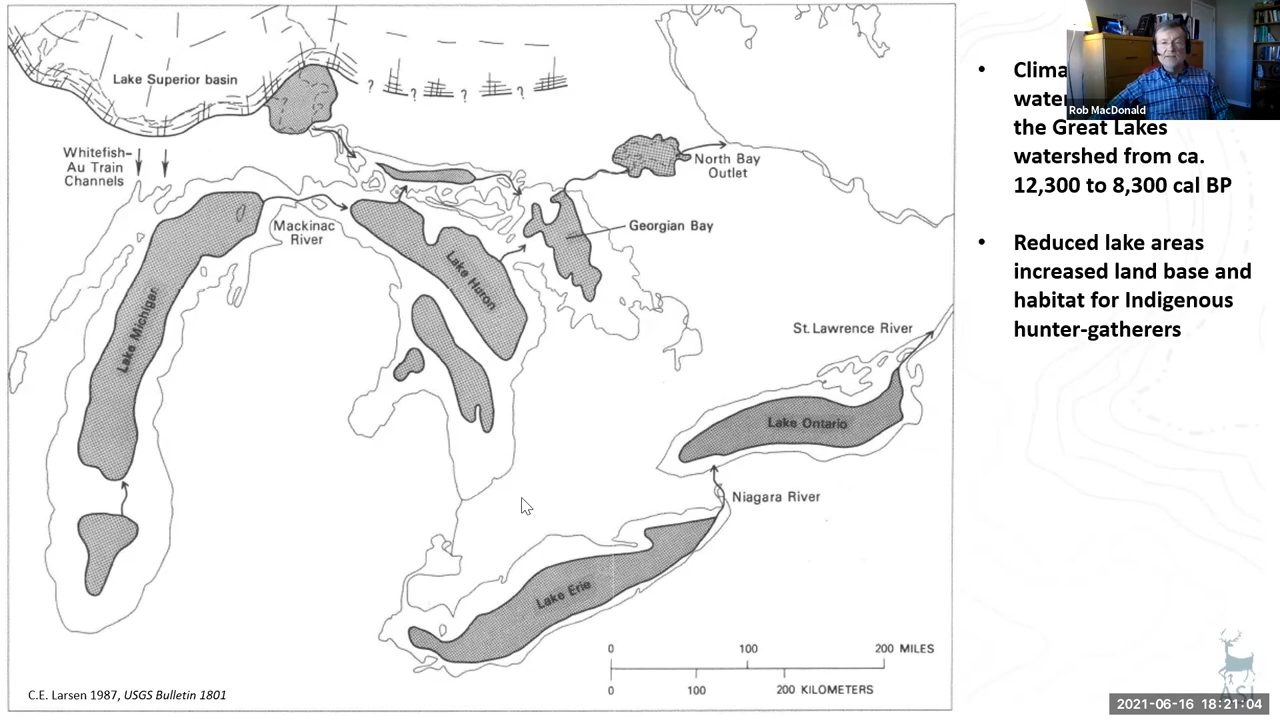 Lake Superior basin
? ? ? ?
? ?
Whitefish-
Au Train
Channels
Mackinac
River
North Bay
Outlet
Georgian Bay
Lake Michigan
Lake Huron
St. Lawrence River
Lake Ontario
Niagara River
Lake Erie
0 100 200 MILES
0 100 200 KILOMETERS
C.E. Larsen 1987, USGS Bulletin 1801
• Clima
water
the Great Lakes
watershed from ca.
12,300 to 8,300 cal BP
• Reduced lake areas
increased land base and
habitat for Indigenous
hunter-gatherers
Rob MacDonald
ASI
2021-06-16 18:21:04